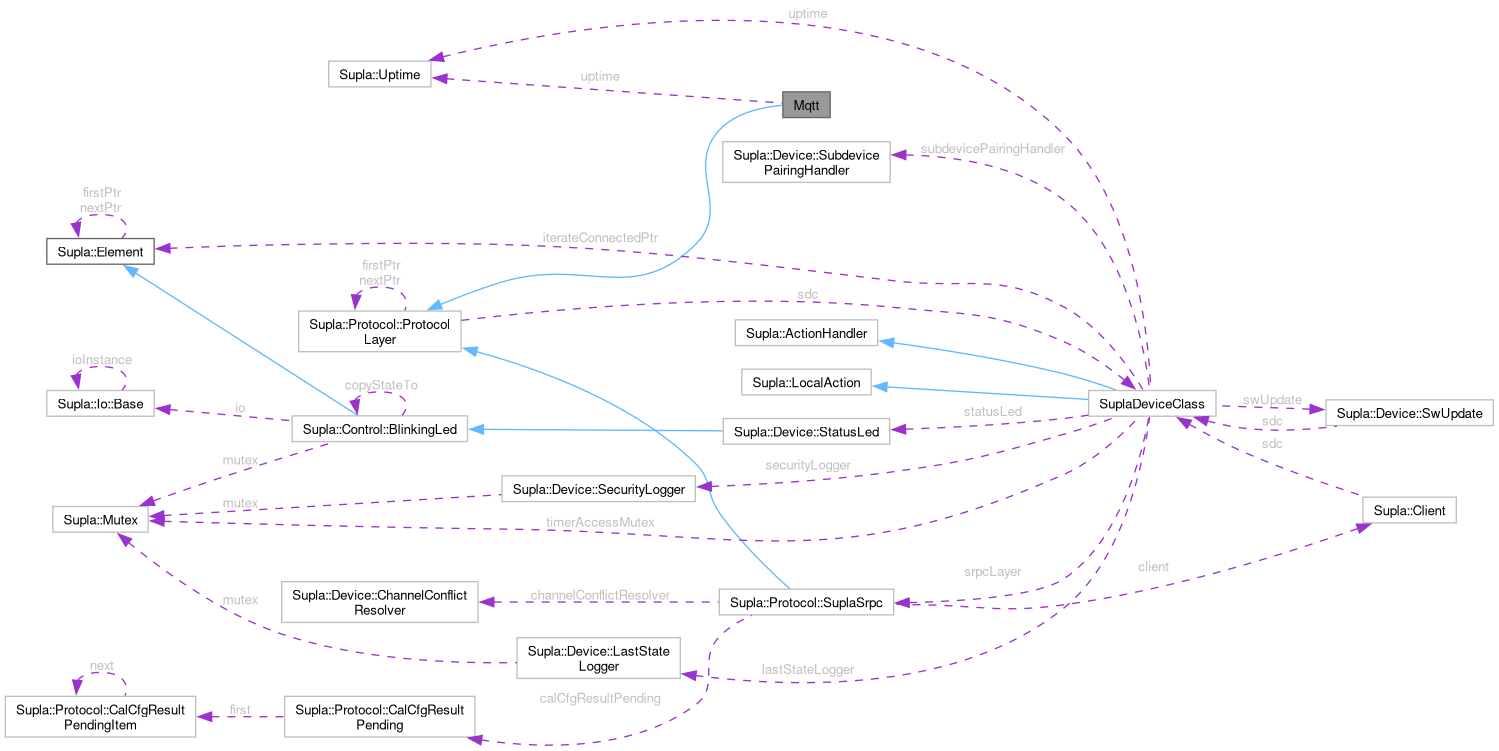 uptime
Supla::Uptime
uptime
Mqtt
Supla::Device::Subdevice
PairingHandler
subdevicePairingHandler
firstPtr
nextPtr
Supla::Element
iterateConnectedPtr
firstPtr
nextPtr
sdc
Supla::Protocol::Protocol
Layer
Supla::ActionHandler
ioInstance
Supla::LocalAction
copyStateTo
Supla::Io::Base
io
Supla::Control::BlinkingLed
Supla::Device::StatusLed
statusLed
SuplaDeviceClass
swUpdate
sdc
Supla::Device::SwUpdate
sdc
mutex
securityLogger
Supla::Device::SecurityLogger
mutex
Supla::Mutex
timerAccessMutex
Supla::Client
srpcLayer
client
Supla::Device::ChannelConflict
Resolver
channelConflictResolver
Supla::Protocol::SuplaSrpc
mutex
Supla::Device::LastState
Logger
lastStateLogger
next
Supla::Protocol::CalCfgResult
PendingItem
first
Supla::Protocol::CalCfgResult
Pending
calCfgResultPending